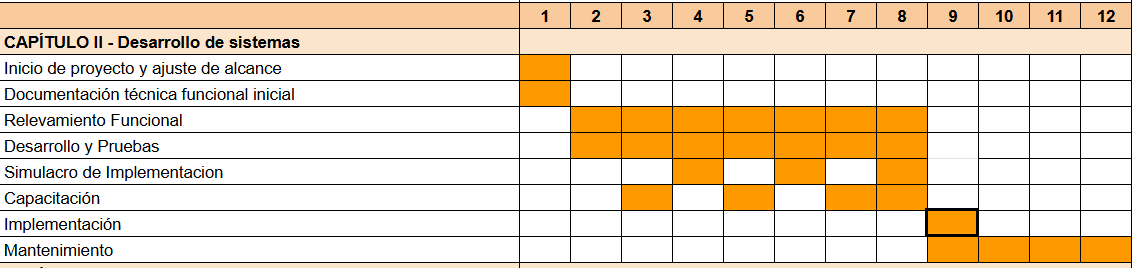 1 2 3 4 5 6 7 8 9 10 11 12
CAPÍTULO II - Desarrollo de sistemas
Inicio de proyecto y ajuste de alcance
Documentación técnica funcional inicial
Relevamiento Funcional
Desarrollo y Pruebas
Simulacro de Implementacion
Capacitación
Implementación
Mantenimiento